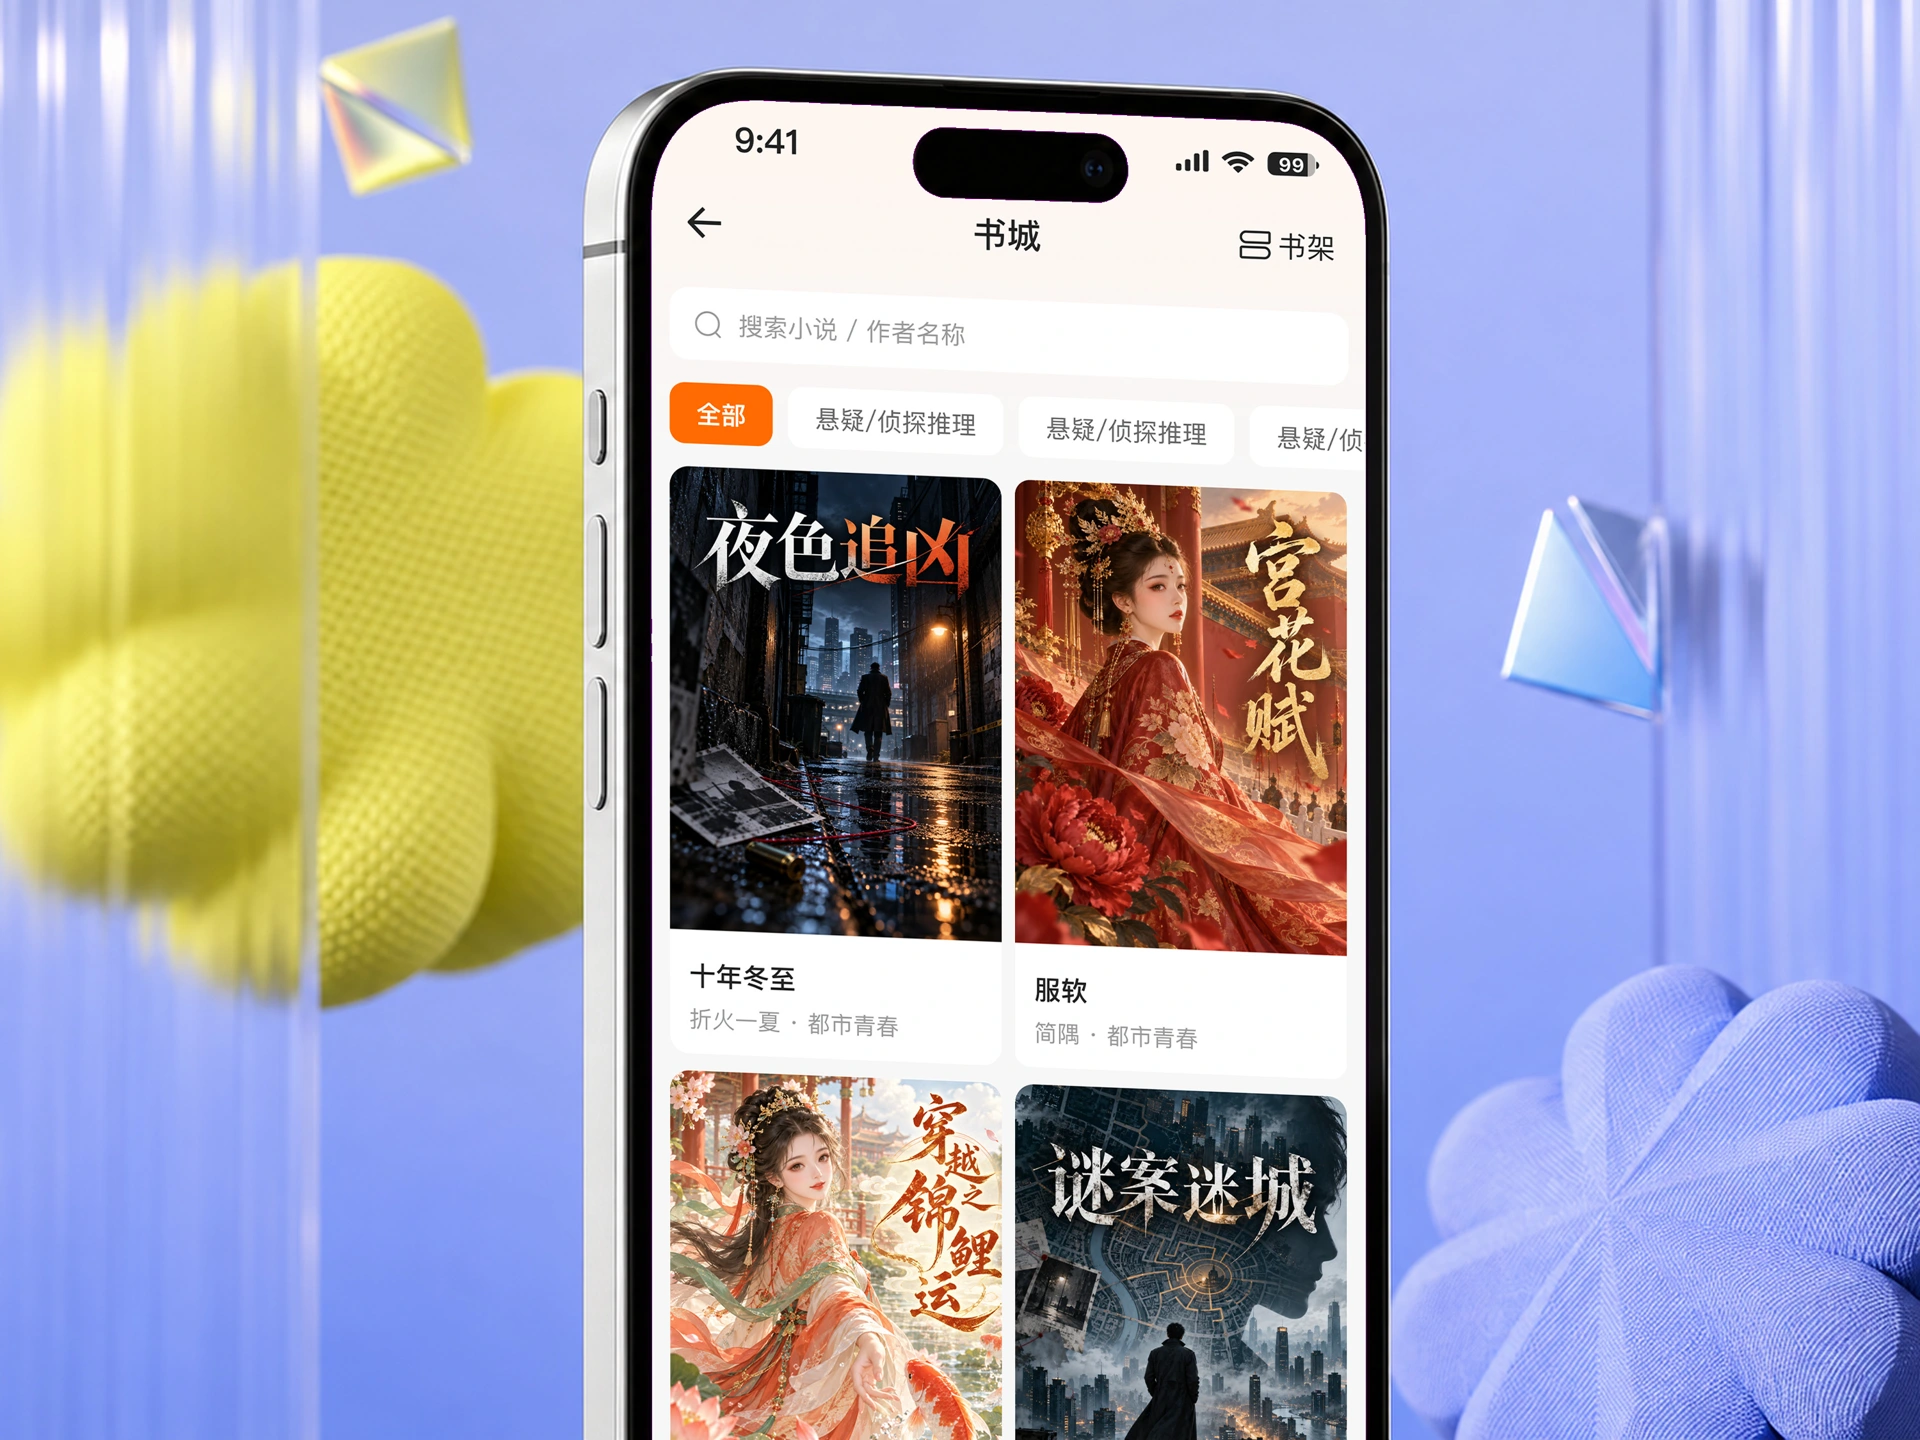 9:41
99
书城
书架
搜索小说 / 作者名称
全部
悬疑/侦探推理
悬疑/侦探推理
悬疑/侦
夜色追凶
宫花赋
十年冬至
折火一夏 · 都市青春
服软
简隅 · 都市青春
穿越之锦鲤运
谜案迷城